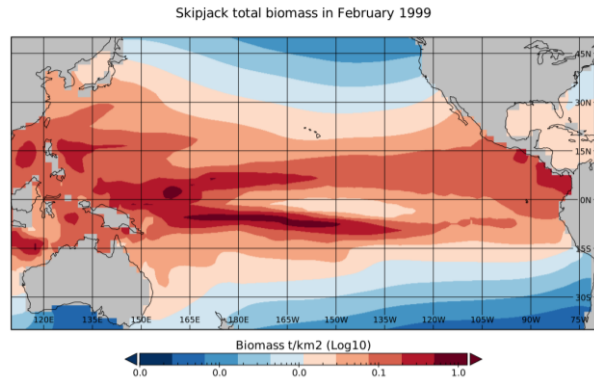 Skipjack total biomass in February 1999
45N
30N
15N
0N
15S
30S
120E 135E 150E 165E 180E 165W 150W 135W 120W 105W 90W 75W
Biomass t/km2 (Log10)
0.0 0.0 0.0 0.1 1.0